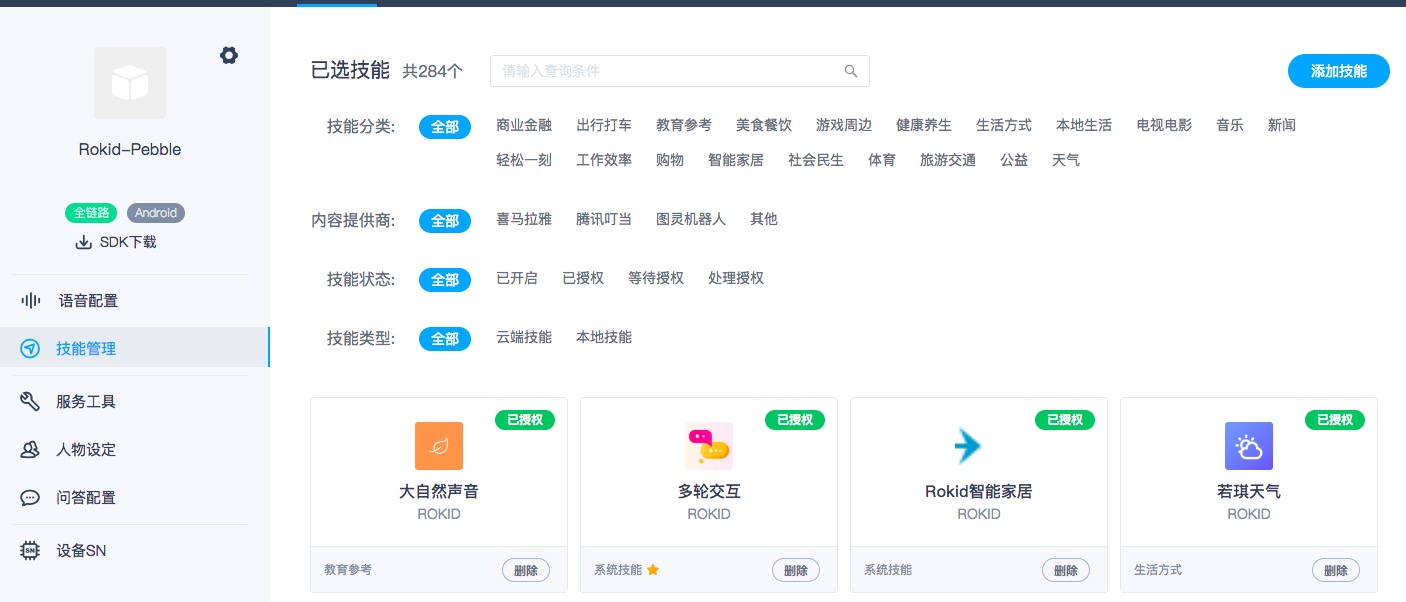 已选技能 共284个 请输入查询条件 添加技能
Rokid-Pebble
全链路 Android
SDK下载
语音配置
技能管理
服务工具
人物设定
问答配置
SN 设备SN
技能分类: 全部 商业金融 出行打车 教育参考 美食餐饮 游戏周边 健康养生 生活方式 本地生活 电视电影 音乐 新闻
轻松一刻 工作效率 购物 智能家居 社会民生 体育 旅游交通 公益 天气
内容提供商: 全部 喜马拉雅 腾讯叮当 图灵机器人 其他
技能状态: 全部 已开启 已授权 等待授权 处理授权
技能类型: 全部 云端技能 本地技能
已授权
大自然声音
ROKID
教育参考 删除
已授权
多轮交互
ROKID
系统技能 删除
已授权
Rokid智能家居
ROKID
系统技能 删除
已授权
若琪天气
ROKID
生活方式 删除